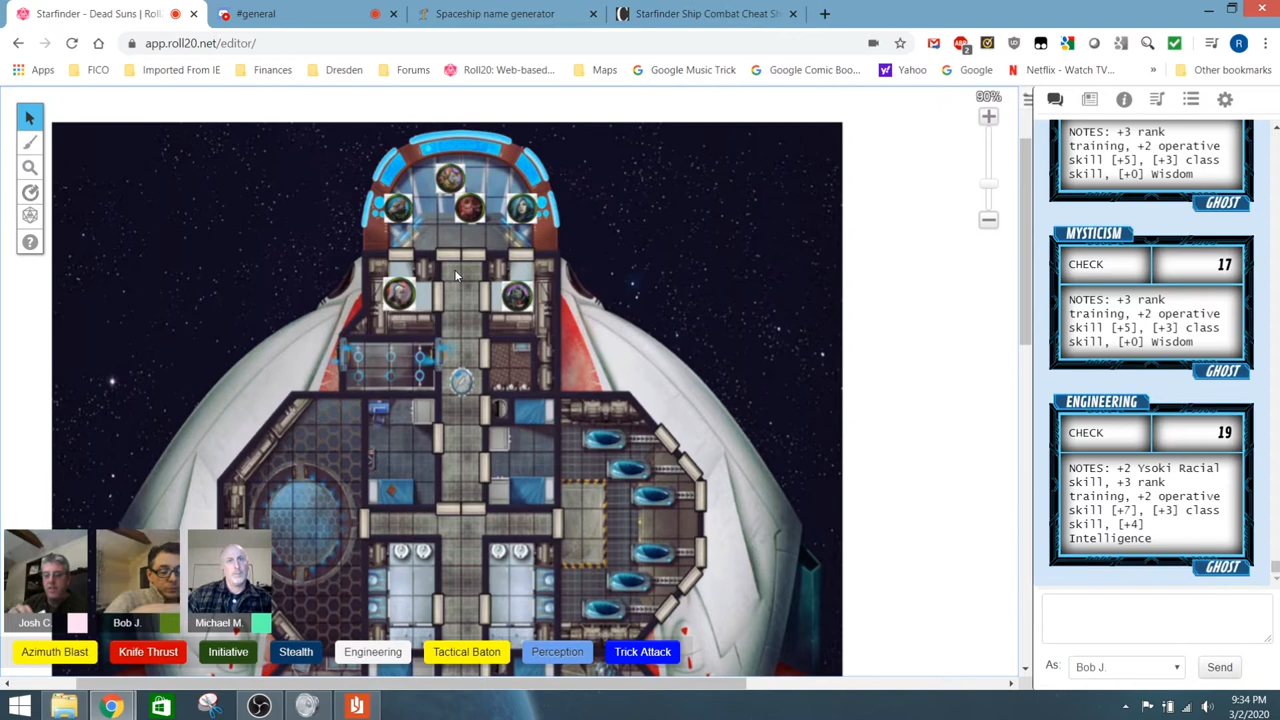 Starfinder - Dead Suns | Roll2
#general
Spaceship name generator
Starfinder Ship Combat Cheat Sh
app.roll20.net/editor/
2
R
Apps
FICO
Imported From IE
Finances
Dresden
Forums
Roll20: Web-based...
Maps
Google Music Trick
Google Comic Boo...
Yahoo
Google
Netflix - Watch TV...
»
Other bookmarks
90%
NOTES: +3 rank
training, +2 operative
skill [+5], [+3] class
skill, [+0] Wisdom
GHOST
MYSTICISM
CHECK
17
NOTES: +3 rank
training, +2 operative
skill [+5], [+3] class
skill, [+0] Wisdom
GHOST
ENGINEERING
CHECK
19
NOTES: +2 Ysoki Racial
skill, +3 rank
training, +2 operative
skill [+7], [+3] class
skill, [+4]
Intelligence
GHOST
Josh C.
Bob J.
Michael M.
Azimuth Blast
Knife Thrust
Initiative
Stealth
Engineering
Tactical Baton
Perception
Trick Attack
As:
Bob J.
Send
9:34 PM
3/2/2020